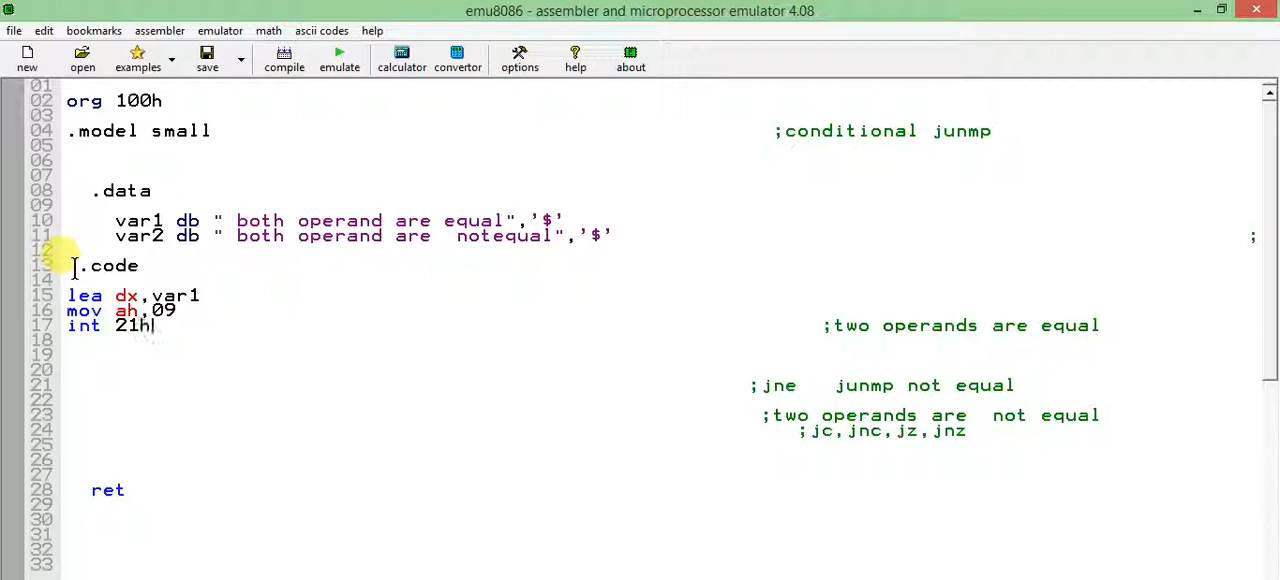 emu8086 - assembler and microprocessor emulator 4.08
file edit bookmarks assembler emulator math ascii codes help
new open examples save compile emulate calculator convertor options help about
01
02 org 100h
03
04 .model small ;conditional junmp
05
06
07
08 .data
09
10 var1 db " both operand are equal",'$'
11 var2 db " both operand are  notequal",'$' ;
12
13 .code
14
15 lea dx,var1
16 mov ah,09
17 int 21h ;two operands are equal
18
19
20
21 ;jne   junmp not equal
22
23 ;two operands are  not equal
24 ;jc,jnc,jz,jnz
25
26
27
28 ret
29
30
31
32
33